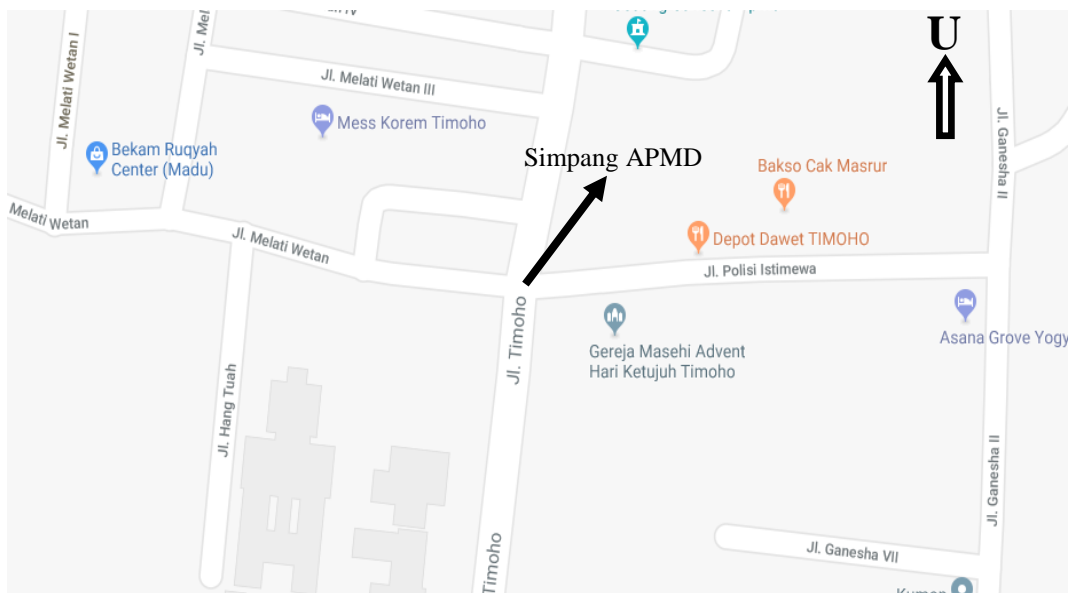 U
Jl. Melati Wetan I
Jl. Mel
Jl. Melati Wetan III
Mess Korem Timoho
Bekam Ruqyah
Center (Madu)
Simpang APMD
Bakso Cak Masrur
Jl. Ganesha II
Melati Wetan
Jl. Melati Wetan
Depot Dawet TIMOHO
Jl. Polisi Istimewa
Jl. Timoho
Gereja Masehi Advent
Hari Ketujuh Timoho
Asana Grove Yogy
Jl. Hang Tuah
Jl. Ganesha II
Timoho
Jl. Ganesha VII